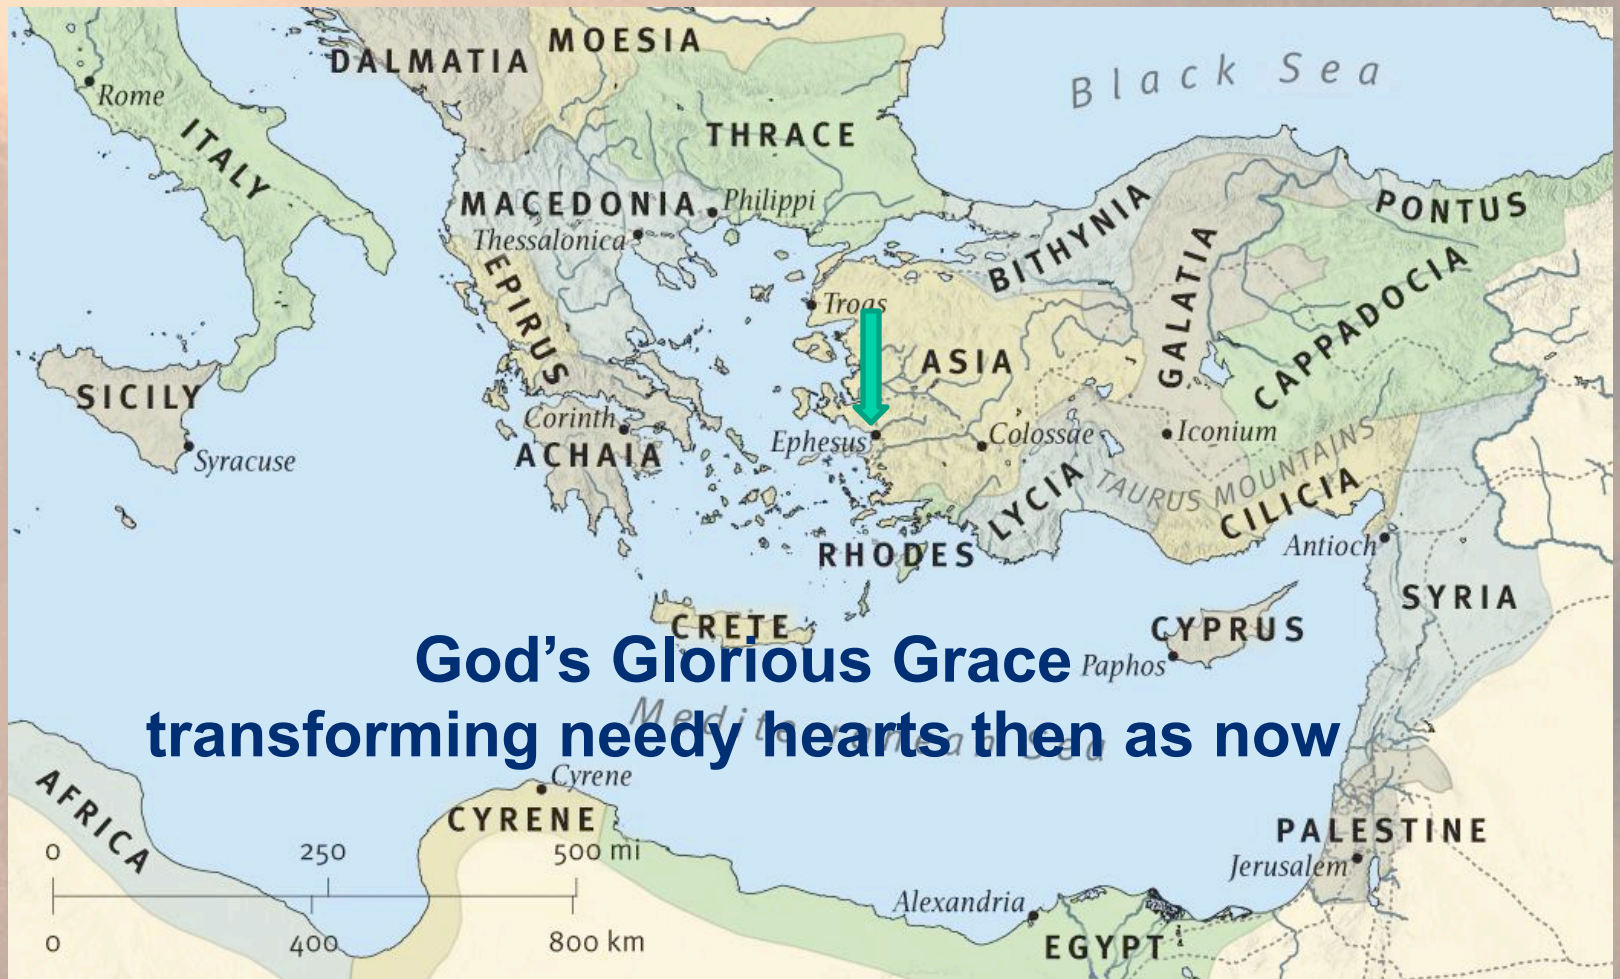 DALMATIA
MOESIA
Black Sea
Rome
ITALY
THRACE
MACEDONIA
Philippi
Thessalonica
BITHYNIA
PONTUS
EPIRUS
Troas
GALATIA
CAPPADOCIA
ASIA
SICILY
Syracuse
Corinth
ACHAIA
Ephesus
Colossae
Iconium
TAURUS MOUNTAINS
LYCIA
CILICIA
RHODES
Antioch
SYRIA
CRETE
CYPRUS
Paphos
God’s Glorious Grace
transforming needy hearts then as now
Mediterranean Sea
Cyrene
CYRENE
AFRICA
PALESTINE
Jerusalem
0 250 500 mi
0 400 800 km
Alexandria
EGYPT